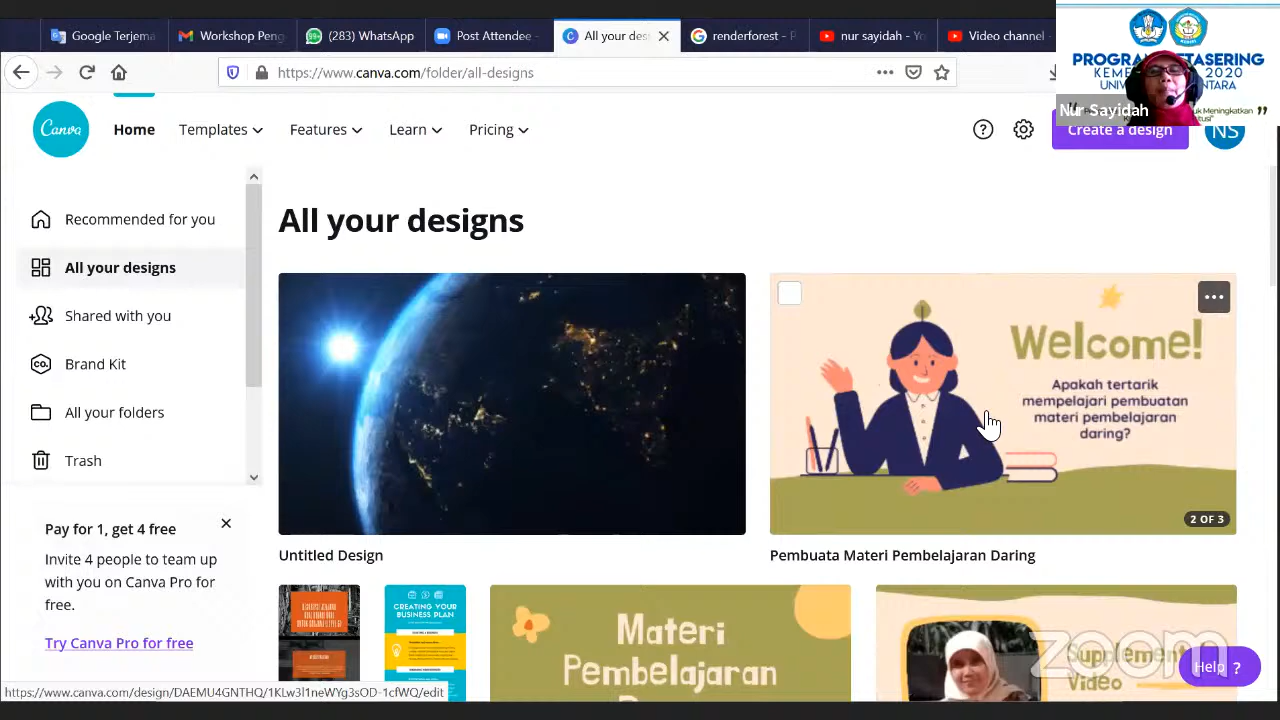 Google Terjema
Workshop Peng
(283) WhatsApp
Post Attendee -
All your des
renderforest - P
nur sayidah - Yo
Video channel -
https://www.canva.com/folder/all-designs
PROGRAM
TASERING
2020
Nur Sayidah
Canva
Home
Templates
Features
Learn
Pricing
Create a design
NS
Recommended for you
All your designs
Shared with you
Brand Kit
All your folders
Trash
Pay for 1, get 4 free
Invite 4 people to team up
with you on Canva Pro for
free.
Try Canva Pro for free
All your designs
Welcome!
Apakah tertarik
mempelajari pembuatan
materi pembelajaran
daring?
2 OF 3
Untitled Design
Pembuata Materi Pembelajaran Daring
CREATING YOUR
BUSINESS PLAN
Materi
Pembelajaran
Supplement
Video
zoom
Help ?
https://www.canva.com/design/DAEMU4GNTHQ/1KLw3l1neWYg3sOD-1cfWQ/edit